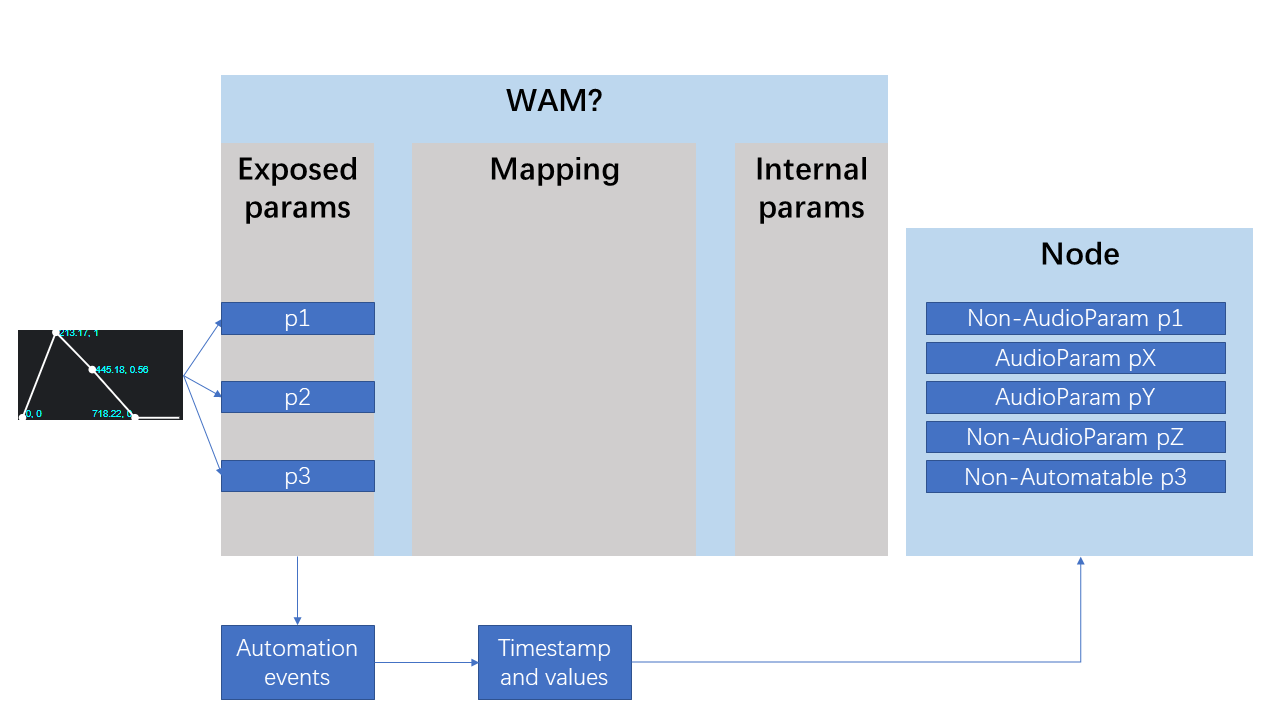 WAM?
Exposed
params
Mapping
Internal
params
Node
p1
p2
p3
213.17, 1
445.18, 0.56
0, 0
718.22, 0
Non-AudioParam p1
AudioParam pX
AudioParam pY
Non-AudioParam pZ
Non-Automatable p3
Automation
events
Timestamp
and values